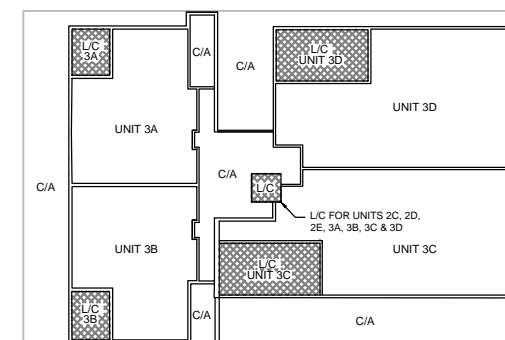 L/C
3A
C/A
C/A
L/C
UNIT 3D
UNIT 3A
UNIT 3D
C/A
C/A
L/C
L/C FOR UNITS 2C, 2D,
2E, 3A, 3B, 3C & 3D
UNIT 3B
UNIT 3C
L/C
UNIT 3C
L/C
3B
C/A
C/A